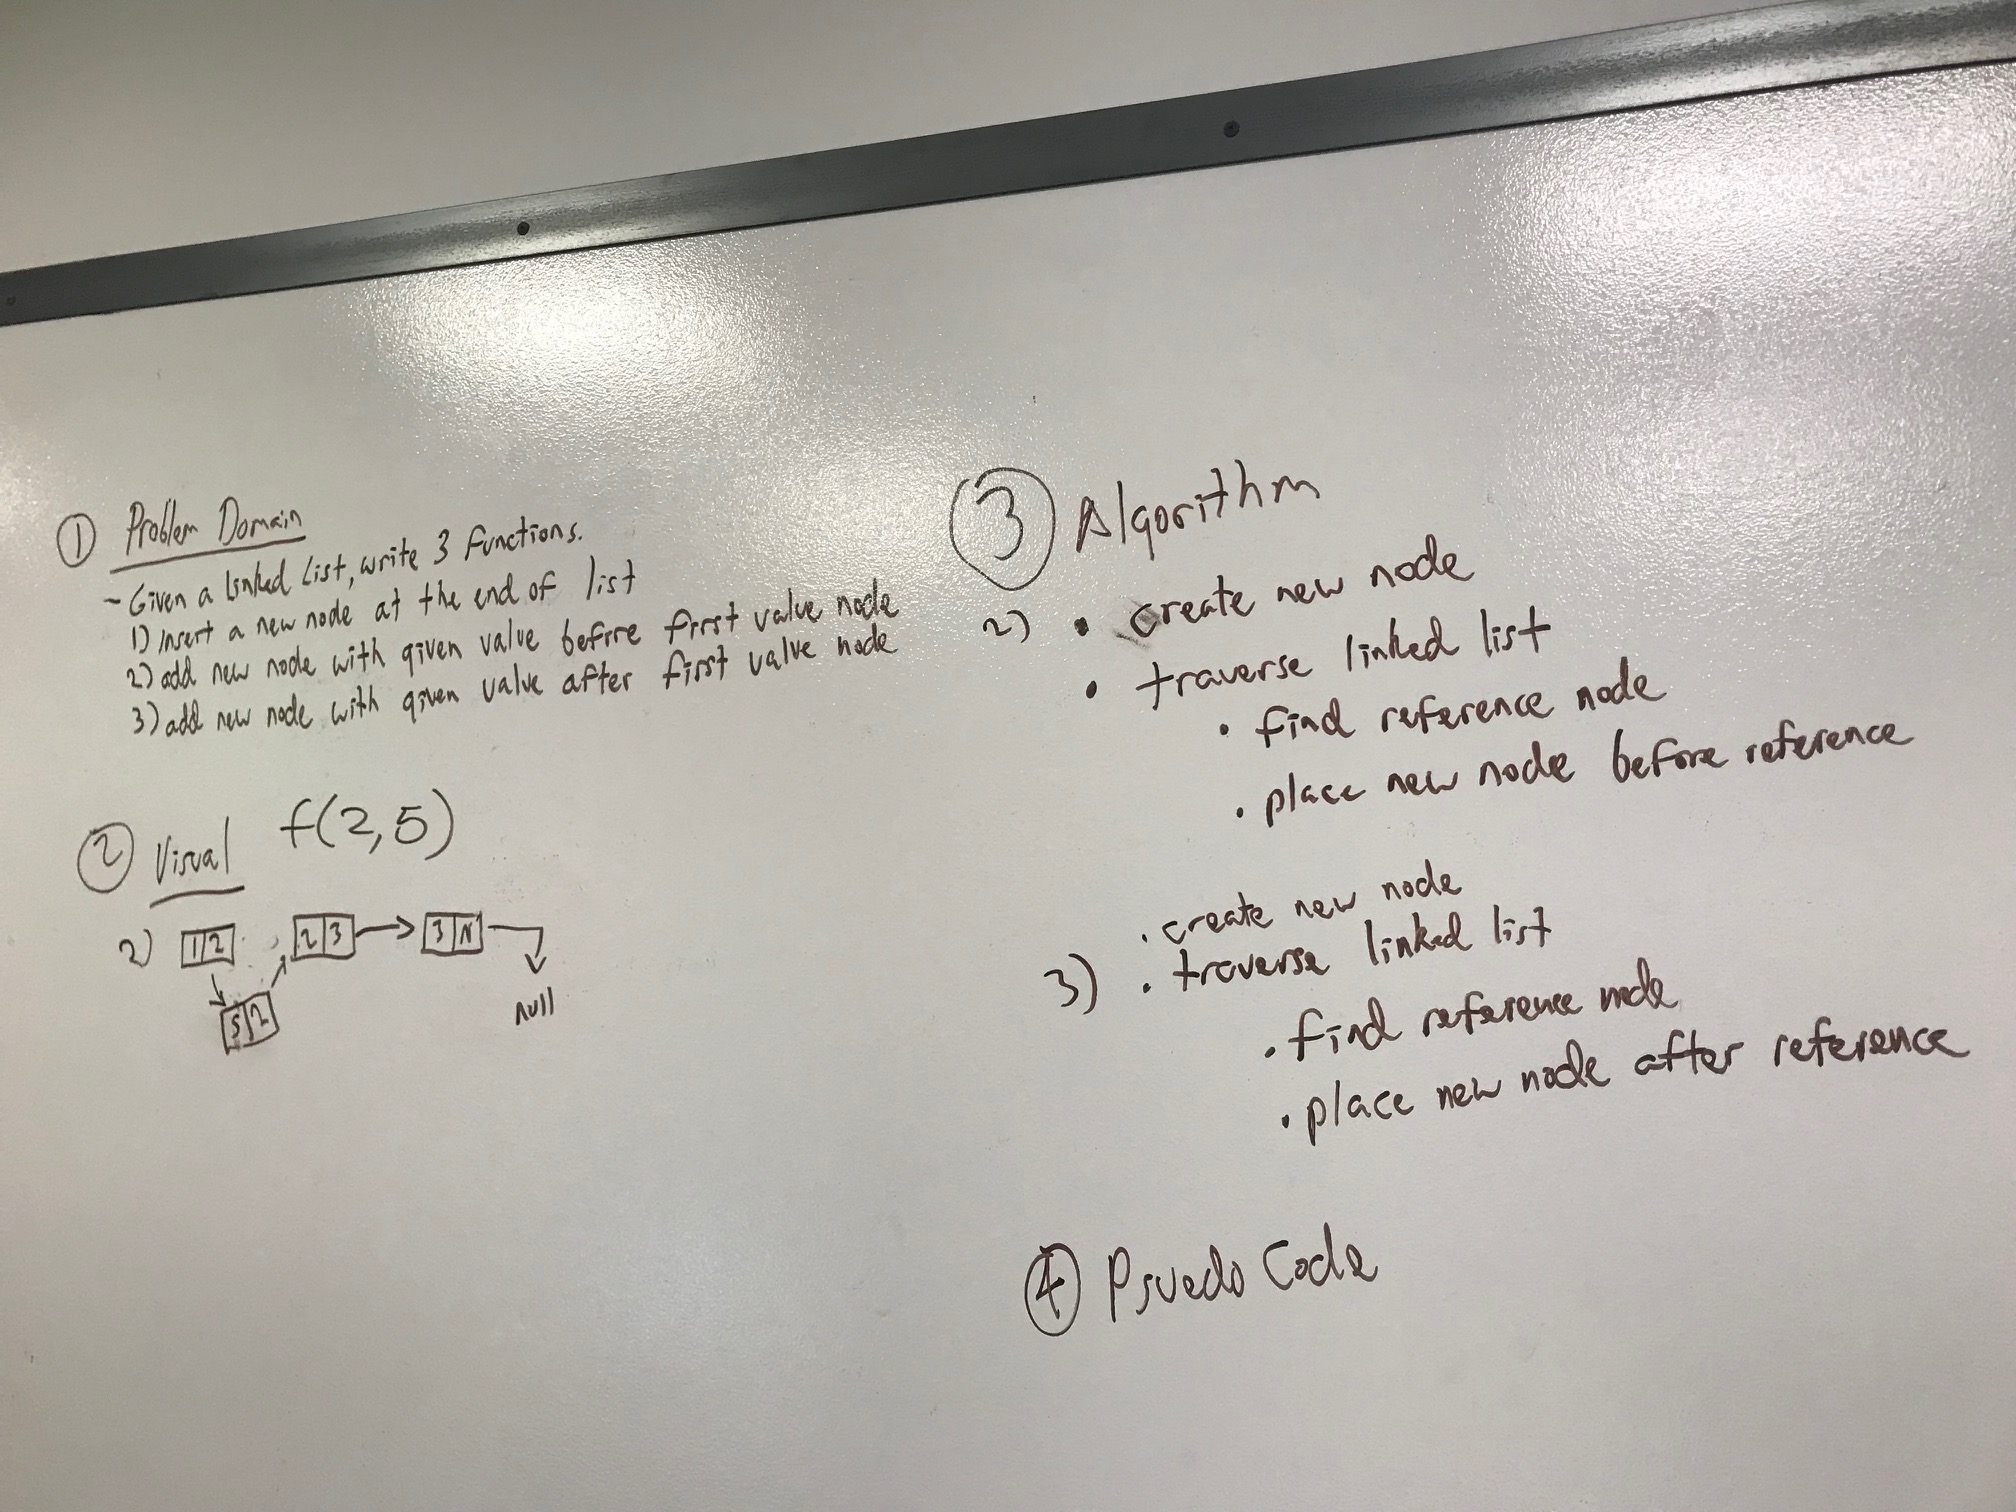 ① Problem Domain
- Given a linked list, write 3 functions.
1) insert a new node at the end of list
2) add new node with given value before first value node
3) add new node with given value after first value node
② Visual f(2,5)
2) 1 2 2 3 3 N
5 2
null
③ Algorithm
2) • create new node
• traverse linked list
• find reference node
• place new node before reference
• create new node
3) • traverse linked list
• find reference node
• place new node after reference
④ Psuedo Code